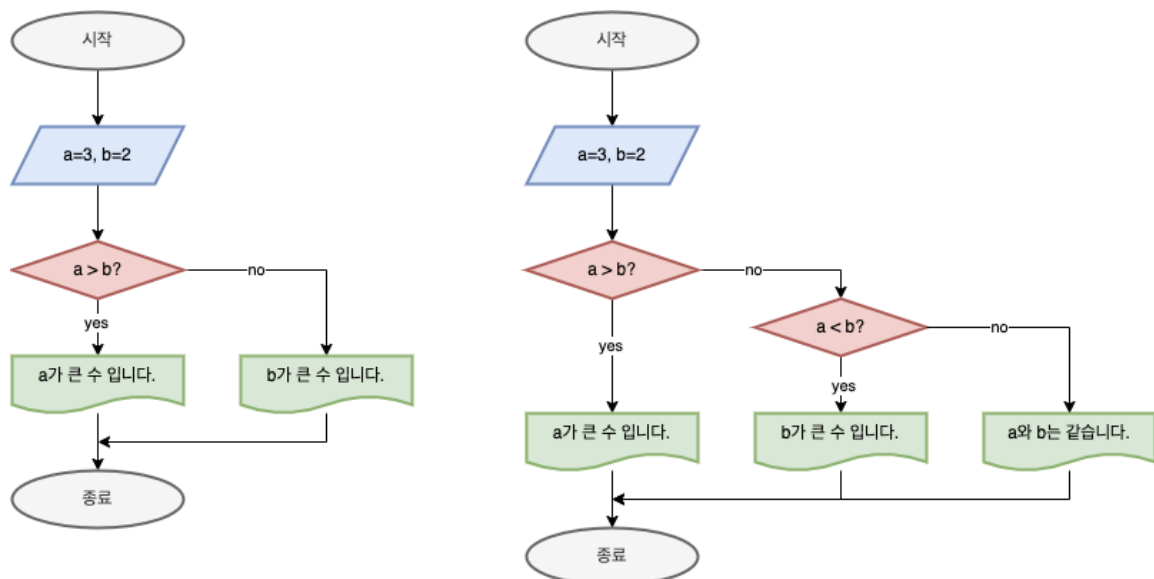 시작
a=3, b=2
a > b?
no
yes
a가 큰 수 입니다.
b가 큰 수 입니다.
종료
시작
a=3, b=2
a > b?
no
a < b?
no
yes
yes
a가 큰 수 입니다.
b가 큰 수 입니다.
a와 b는 같습니다.
종료